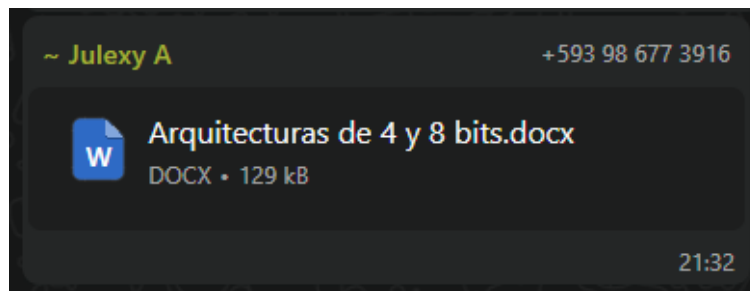 ~ Julexy A +593 98 677 3916
W
Arquitecturas de 4 y 8 bits.docx
DOCX • 129 kB
21:32